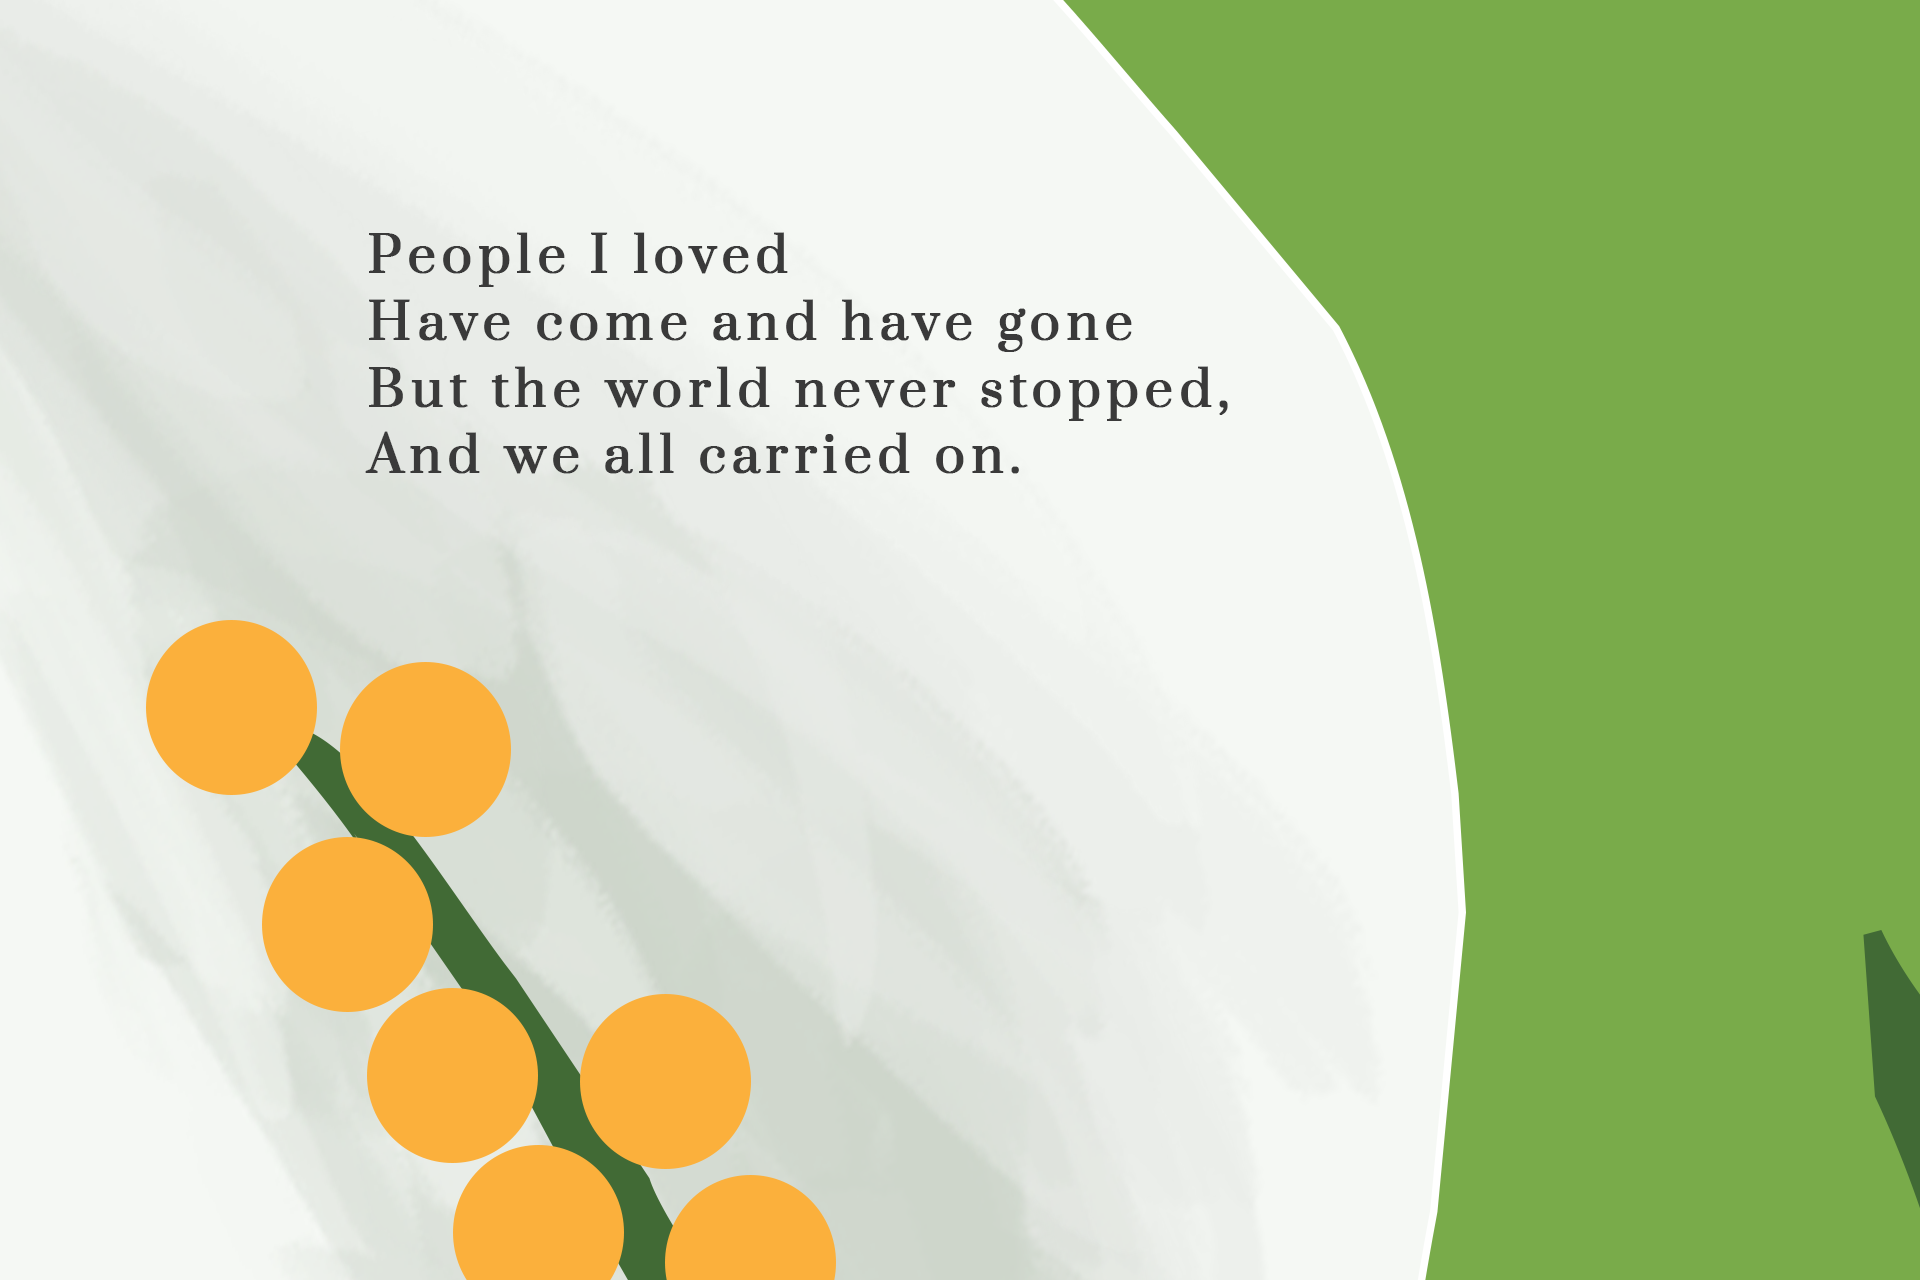 People I loved
Have come and have gone
But the world never stopped,
And we all carried on.